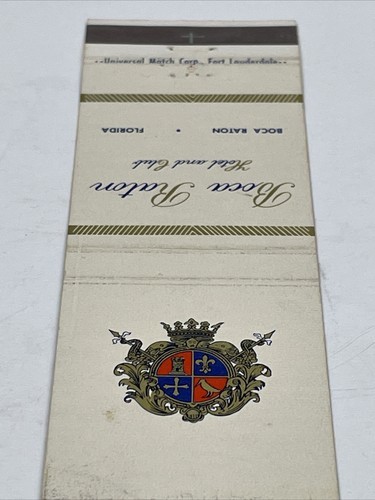 --Universal Match Corp., Fort Lauderdale--
Boca Raton
Hotel and Club
BOCA RATON • FLORIDA